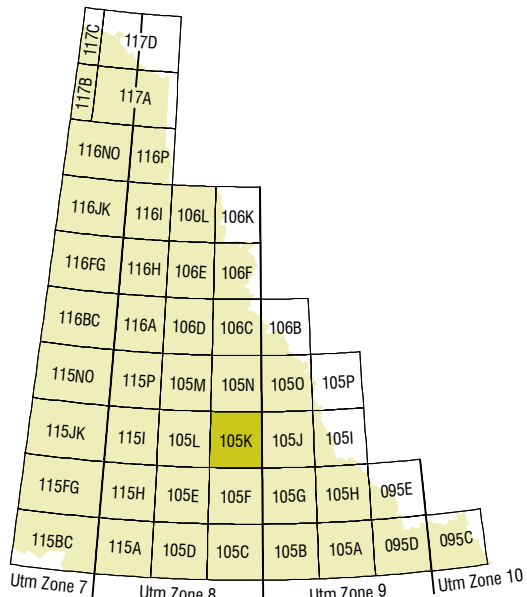 117C 117D
117B 117A
116NO 116P
116JK 116I 106L 106K
116FG 116H 106E 106F
116BC 116A 106D 106C 106B
115NO 115P 105M 105N 105O 105P
115JK 115I 105L 105K 105J 105I
115FG 115H 105E 105F 105G 105H 095E
115BC 115A 105D 105C 105B 105A 095D 095C
Utm Zone 7 Utm Zone 8 Utm Zone 9 Utm Zone 10